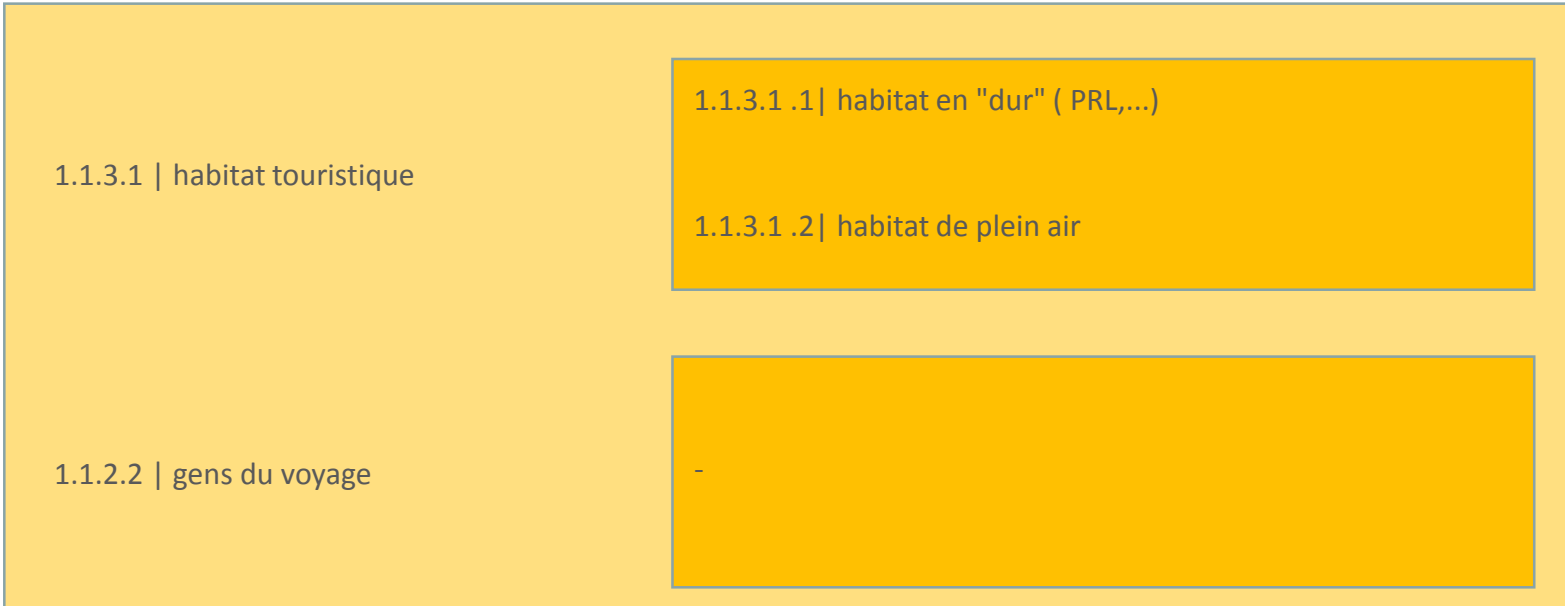 1.1.3.1 .1| habitat en "dur" ( PRL,...)
1.1.3.1 | habitat touristique
1.1.3.1 .2| habitat de plein air
1.1.2.2 | gens du voyage
-